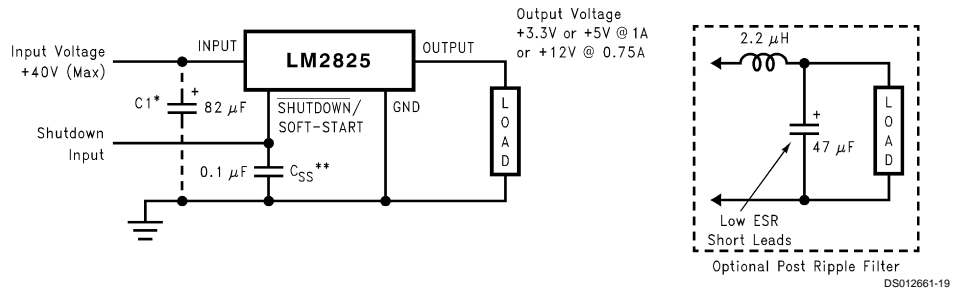 Input Voltage
+40V (Max)
INPUT
LM2825
OUTPUT
Output Voltage
+3.3V or +5V @ 1A
or +12V @ 0.75A
C1*
+
82 μF
SHUTDOWN/
SOFT-START
GND
LOAD
Shutdown
Input
0.1 μF
CSS**
2.2 μH
+
47 μF
LOAD
Low ESR
Short Leads
Optional Post Ripple Filter
DS012661-19